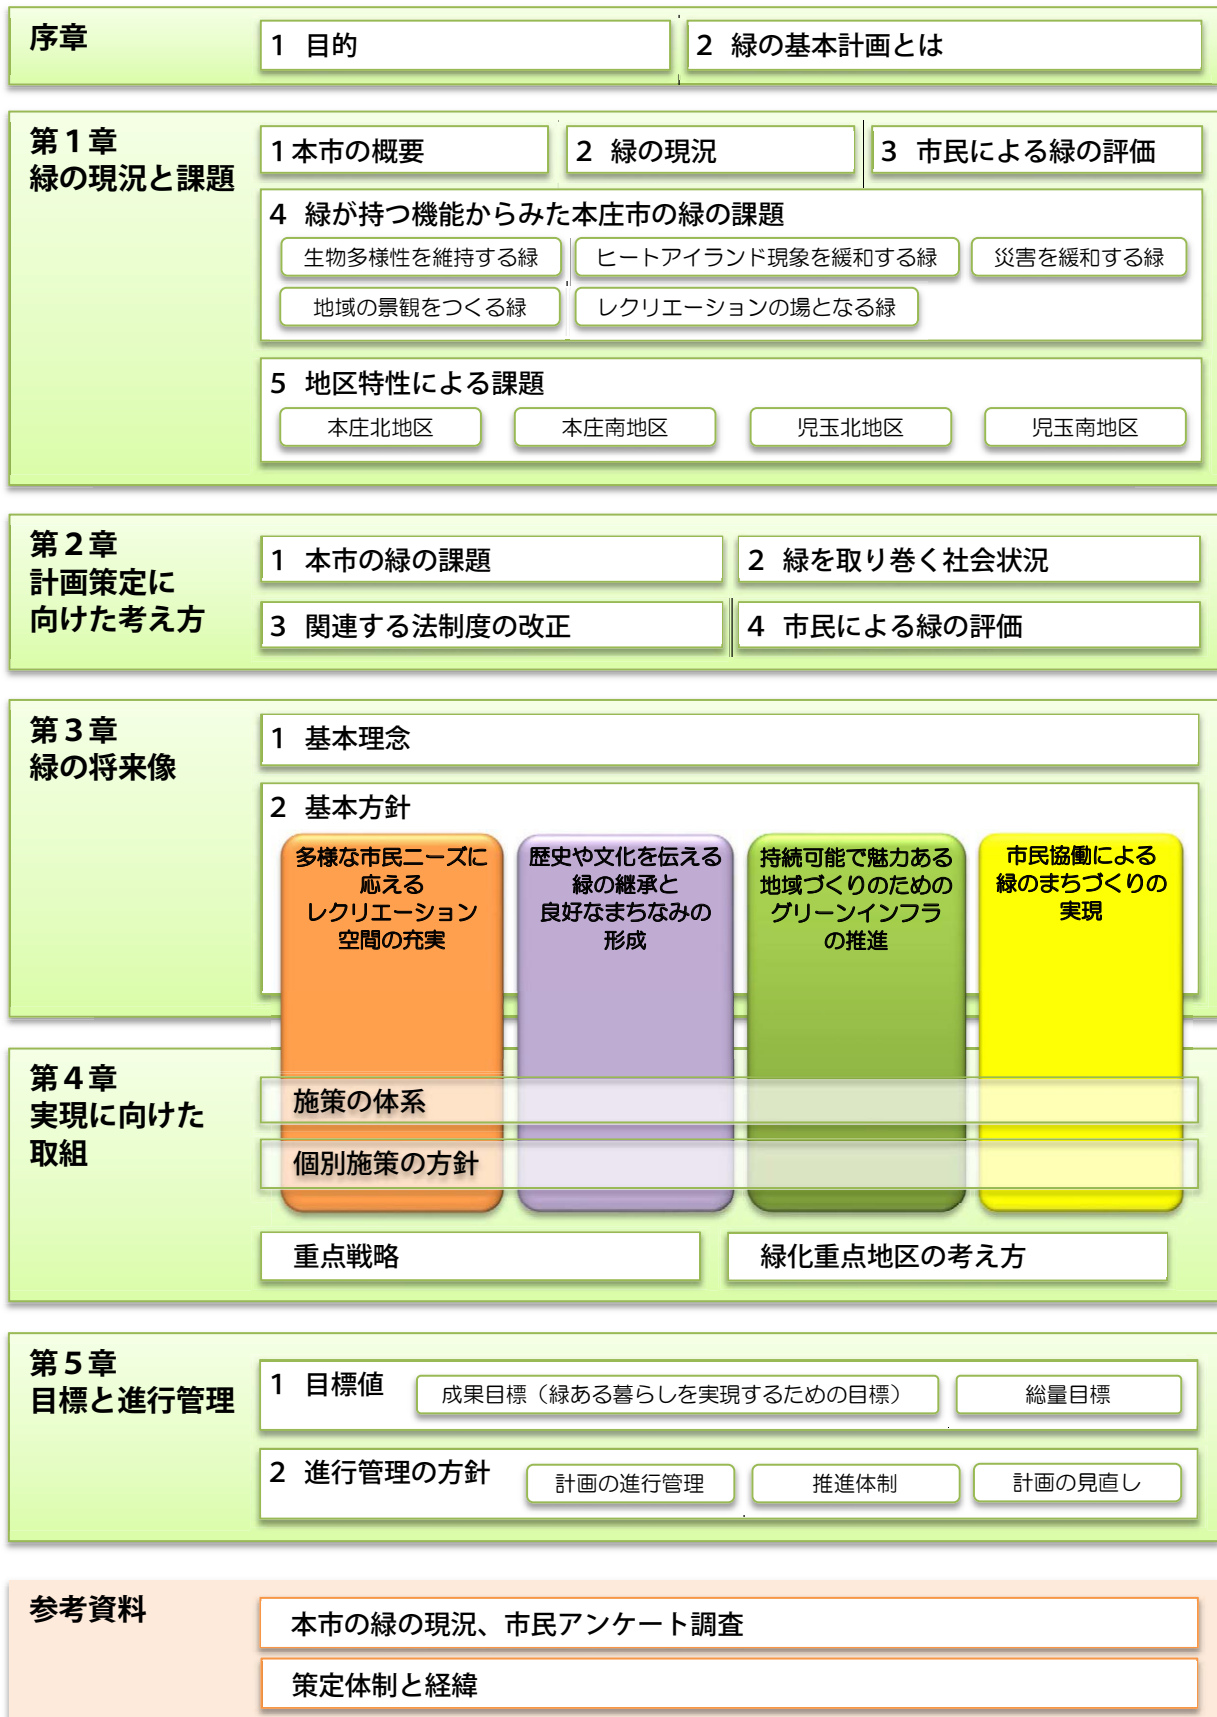 序章
1 目的
2 緑の基本計画とは
第1章
緑の現況と課題
1本市の概要
2 緑の現況
3 市民による緑の評価
4 緑が持つ機能からみた本庄市の緑の課題
生物多様性を維持する緑
ヒートアイランド現象を緩和する緑
災害を緩和する緑
地域の景観をつくる緑
レクリエーションの場となる緑
5 地区特性による課題
本庄北地区
本庄南地区
児玉北地区
児玉南地区
第2章
計画策定に
向けた考え方
1 本市の緑の課題
2 緑を取り巻く社会状況
3 関連する法制度の改正
4 市民による緑の評価
第3章
緑の将来像
1 基本理念
2 基本方針
多様な市民ニーズに
応える
レクリエーション
空間の充実
歴史や文化を伝える
緑の継承と
良好なまちなみの
形成
持続可能で魅力ある
地域づくりのための
グリーンインフラ
の推進
市民協働による
緑のまちづくりの
実現
第4章
実現に向けた
取組
施策の体系
個別施策の方針
重点戦略
緑化重点地区の考え方
第5章
目標と進行管理
1 目標値
成果目標（緑ある暮らしを実現するための目標）
総量目標
2 進行管理の方針
計画の進行管理
推進体制
計画の見直し
参考資料
本市の緑の現況、市民アンケート調査
策定体制と経緯